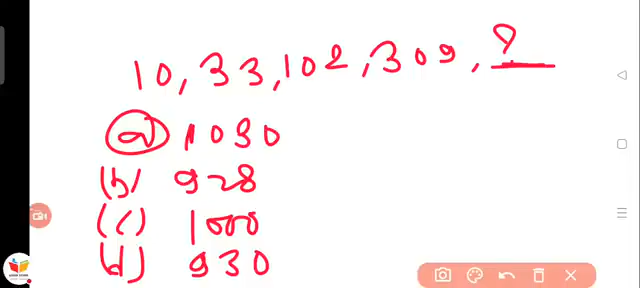 10, 33, 102, 309, ?
(a) 1030
(b) 928
(c) 1000
(d) 930